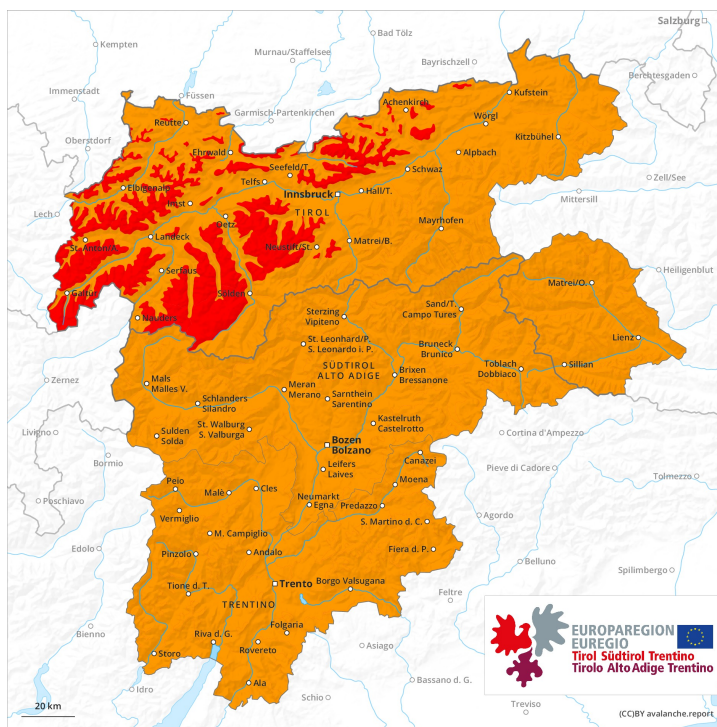 Salzburg
Bad Tölz
Kempten
Murnau/Staffelsee
Bayrischzell
Berchtesgaden
Immenstadt
Füssen
Garmisch-Partenkirchen
Achenkirch
Kufstein
Reutte
Wörgl
Oberstdorf
Ehrwald
Kitzbühel
Alpbach
Seefeld/T.
Schwaz
Telfs
Zell/See
Elbigenalp
Innsbruck
Hall/T.
Mittersill
Imst
Lech
Oetz
TIROL
Mayrhofen
St. Anton/A.
Landeck
Neustift/St.
Matrei/B.
Serfaus
Heiligenblut
Matrei/O.
Galtür
Sölden
Nauders
Sterzing
Vipiteno
Sand/T.
Campo Tures
Lienz
St. Leonhard/P.
S. Leonardo i. P.
Bruneck
Brunico
SÜDTIROL
ALTO ADIGE
Toblach
Dobbiaco
Sillian
Brixen
Bressanone
Zernez
Mals
Malles V.
Meran
Merano
Schlanders
Silandro
Sarnthein
Sarentino
Kastelruth
Castelrotto
St. Walburg
S. Valburga
Sulden
Solda
Livigno
Cortina d'Ampezzo
Bozen
Bolzano
Bormio
Canazei
Pieve di Cadore
Leifers
Laives
Tolmezzo
Peio
Malè
Cles
Moena
Poschiavo
Neumarkt
Egna
Predazzo
Vermiglio
Agordo
S. Martino d. C.
M. Campiglio
Edolo
Pinzolo
Andalo
Fiera d. P.
Belluno
Spilimbergo
Tione d. T.
Trento
Borgo Valsugana
Feltre
TRENTINO
Folgaria
Bienno
Riva d. G.
Rovereto
Storo
Asiago
Bassano d. G.
Ala
Idro
Schio
Treviso
EUROPAREGION
EUREGIO
Tirol Südtirol Trentino
Tirolo Alto Adige Trentino
20 km
(CC)BY avalanche.report